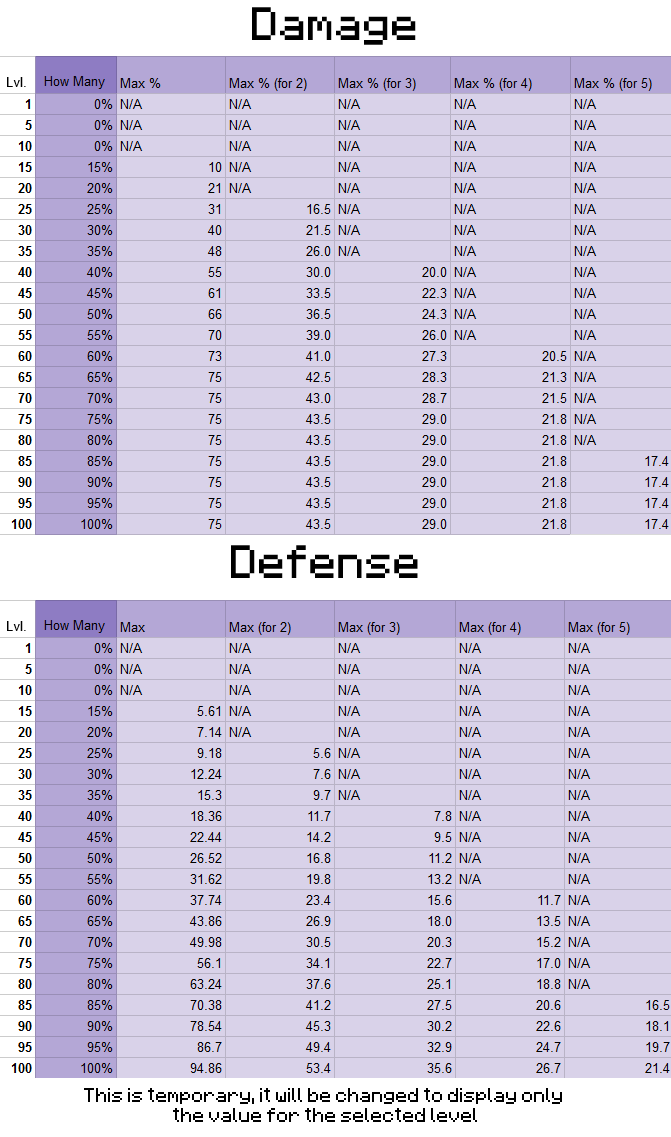 Damage
Lvl. How Many Max % Max % (for 2) Max % (for 3) Max % (for 4) Max % (for 5)
1 0% N/A N/A N/A N/A N/A
5 0% N/A N/A N/A N/A N/A
10 0% N/A N/A N/A N/A N/A
15 15% 10 N/A N/A N/A N/A
20 20% 21 N/A N/A N/A N/A
25 25% 31 16.5 N/A N/A N/A
30 30% 40 21.5 N/A N/A N/A
35 35% 48 26.0 N/A N/A N/A
40 40% 55 30.0 20.0 N/A N/A
45 45% 61 33.5 22.3 N/A N/A
50 50% 66 36.5 24.3 N/A N/A
55 55% 70 39.0 26.0 N/A N/A
60 60% 73 41.0 27.3 20.5 N/A
65 65% 75 42.5 28.3 21.3 N/A
70 70% 75 43.0 28.7 21.5 N/A
75 75% 75 43.5 29.0 21.8 N/A
80 80% 75 43.5 29.0 21.8 N/A
85 85% 75 43.5 29.0 21.8 17.4
90 90% 75 43.5 29.0 21.8 17.4
95 95% 75 43.5 29.0 21.8 17.4
100 100% 75 43.5 29.0 21.8 17.4
Defense
Lvl. How Many Max Max (for 2) Max (for 3) Max (for 4) Max (for 5)
1 0% N/A N/A N/A N/A N/A
5 0% N/A N/A N/A N/A N/A
10 0% N/A N/A N/A N/A N/A
15 15% 5.61 N/A N/A N/A N/A
20 20% 7.14 N/A N/A N/A N/A
25 25% 9.18 5.6 N/A N/A N/A
30 30% 12.24 7.6 N/A N/A N/A
35 35% 15.3 9.7 N/A N/A N/A
40 40% 18.36 11.7 7.8 N/A N/A
45 45% 22.44 14.2 9.5 N/A N/A
50 50% 26.52 16.8 11.2 N/A N/A
55 55% 31.62 19.8 13.2 N/A N/A
60 60% 37.74 23.4 15.6 11.7 N/A
65 65% 43.86 26.9 18.0 13.5 N/A
70 70% 49.98 30.5 20.3 15.2 N/A
75 75% 56.1 34.1 22.7 17.0 N/A
80 80% 63.24 37.6 25.1 18.8 N/A
85 85% 70.38 41.2 27.5 20.6 16.5
90 90% 78.54 45.3 30.2 22.6 18.1
95 95% 86.7 49.4 32.9 24.7 19.7
100 100% 94.86 53.4 35.6 26.7 21.4
This is temporary, it will be changed to display only
the value for the selected level